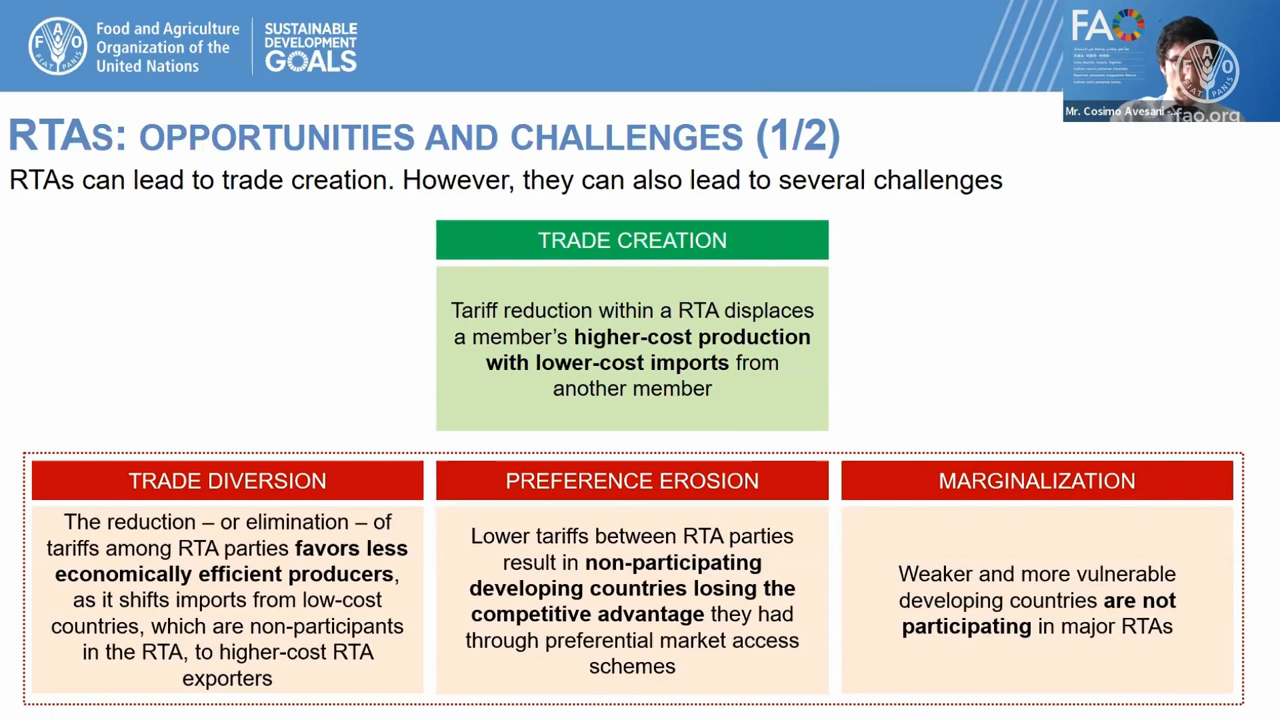 Food and Agriculture
Organization of the
United Nations
SUSTAINABLE
DEVELOPMENT
GOALS
FAO
FIAT PANIS
FAO
FIAT PANIS
Mr. Cosimo Avesani -...
fao.org
RTAs: OPPORTUNITIES AND CHALLENGES (1/2)
RTAs can lead to trade creation. However, they can also lead to several challenges
TRADE CREATION
Tariff reduction within a RTA displaces
a member's higher-cost production
with lower-cost imports from
another member
TRADE DIVERSION
The reduction – or elimination – of
tariffs among RTA parties favors less
economically efficient producers,
as it shifts imports from low-cost
countries, which are non-participants
in the RTA, to higher-cost RTA
exporters
PREFERENCE EROSION
Lower tariffs between RTA parties
result in non-participating
developing countries losing the
competitive advantage they had
through preferential market access
schemes
MARGINALIZATION
Weaker and more vulnerable
developing countries are not
participating in major RTAs